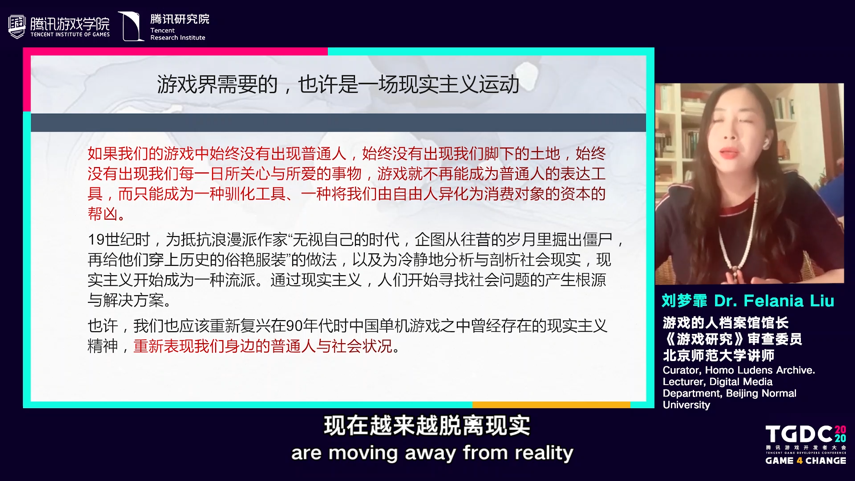 腾讯游戏学院
TENCENT INSTITUTE OF GAMES
腾讯研究院
Tencent
Research Institute
游戏界需要的，也许是一场现实主义运动
如果我们的游戏中始终没有出现普通人，始终没有出现我们脚下的土地，始终
没有出现我们每一日所关心与所爱的事物，游戏就不再能成为普通人的表达工
具，而只能成为一种驯化工具、一种将我们由自由人异化为消费对象的资本的
帮凶。
19世纪时，为抵抗浪漫派作家“无视自己的时代，企图从往昔的岁月里掘出僵尸，
再给他们穿上历史的俗艳服装”的做法，以及为冷静地分析与剖析社会现实，现
实主义开始成为一种流派。通过现实主义，人们开始寻找社会问题的产生根源
与解决方案。
也许，我们也应该重新复兴在90年代时中国单机游戏之中曾经存在的现实主义
精神，重新表现我们身边的普通人与社会状况。
刘梦霏 Dr. Felania Liu
游戏的人档案馆馆长
《游戏研究》审查委员
北京师范大学讲师
Curator, Homo Ludens Archive.
Lecturer, Digital Media
Department, Beijing Normal
University
现在越来越脱离现实
are moving away from reality
TGDC 2020
腾讯游戏开发者大会
TENCENT GAME DEVELOPERS CONFERENCE
GAME 4 CHANGE